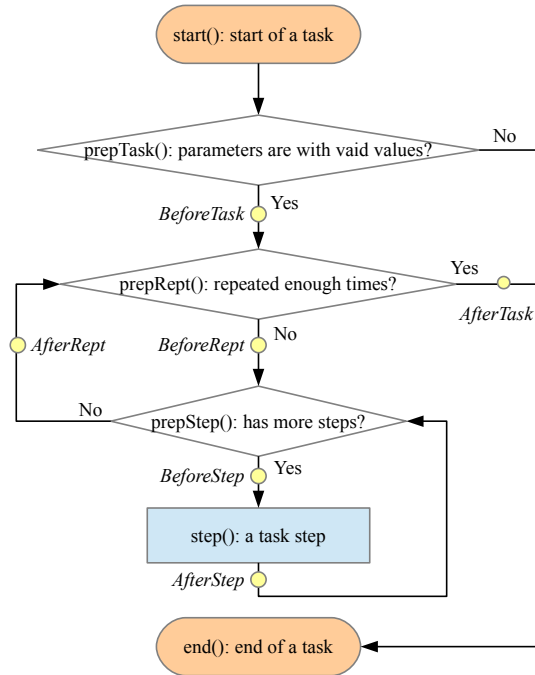 start(): start of a task
No
prepTask(): parameters are with vaid values?
Yes
BeforeTask
Yes
prepRept(): repeated enough times?
AfterTask
No
AfterRept
BeforeRept
No
prepStep(): has more steps?
Yes
BeforeStep
step(): a task step
AfterStep
end(): end of a task